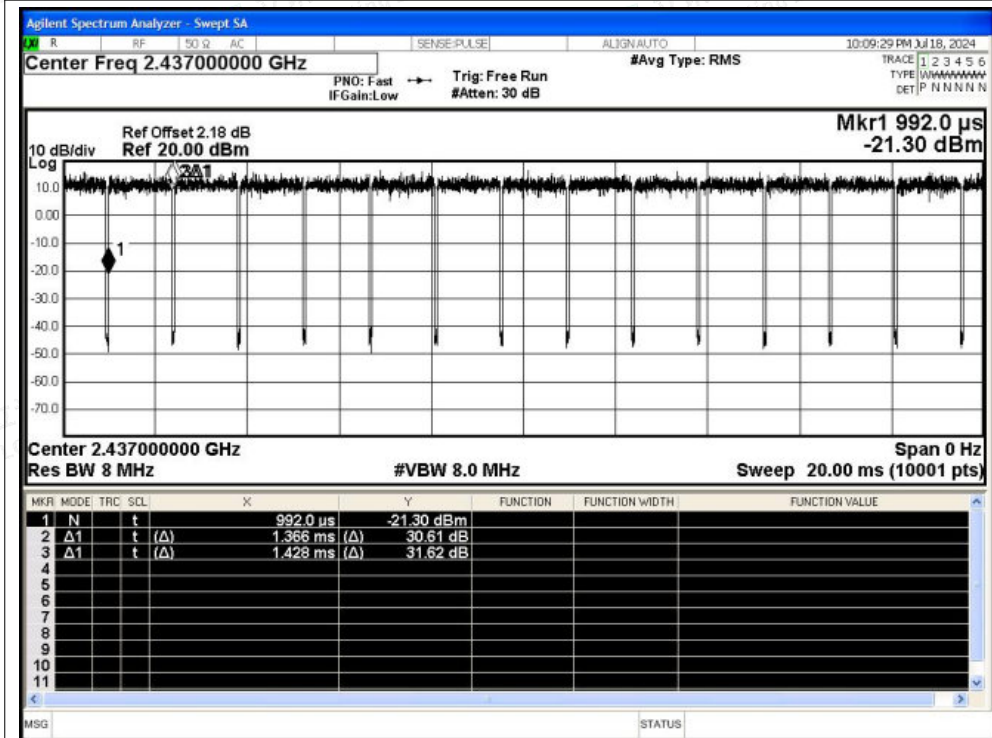 Agilent Spectrum Analyzer - Swept SA
LXI R RF 50 Ω AC SENSE:PULSE ALIGNAUTO 10:09:29 PM Jul 18, 2024
Center Freq 2.437000000 GHz #Avg Type: RMS TRACE 1 2 3 4 5 6
PNO: Fast Trig: Free Run TYPE
IFGain:Low #Atten: 30 dB DET P N N N N N
Mkr1 992.0 µs
Ref Offset 2.18 dB
10 dB/div Ref 20.00 dBm -21.30 dBm
Log
10.0
0.00
-10.0
1
-20.0
-30.0
-40.0
-50.0
-60.0
-70.0
Center 2.437000000 GHz Span 0 Hz
Res BW 8 MHz #VBW 8.0 MHz Sweep 20.00 ms (10001 pts)
MKR MODE TRC SCL X Y FUNCTION FUNCTION WIDTH FUNCTION VALUE
1 N t 992.0 µs -21.30 dBm
2 Δ1 t (Δ) 1.366 ms (Δ) 30.61 dB
3 Δ1 t (Δ) 1.428 ms (Δ) 31.62 dB
4
5
6
7
8
9
10
11
MSG STATUS